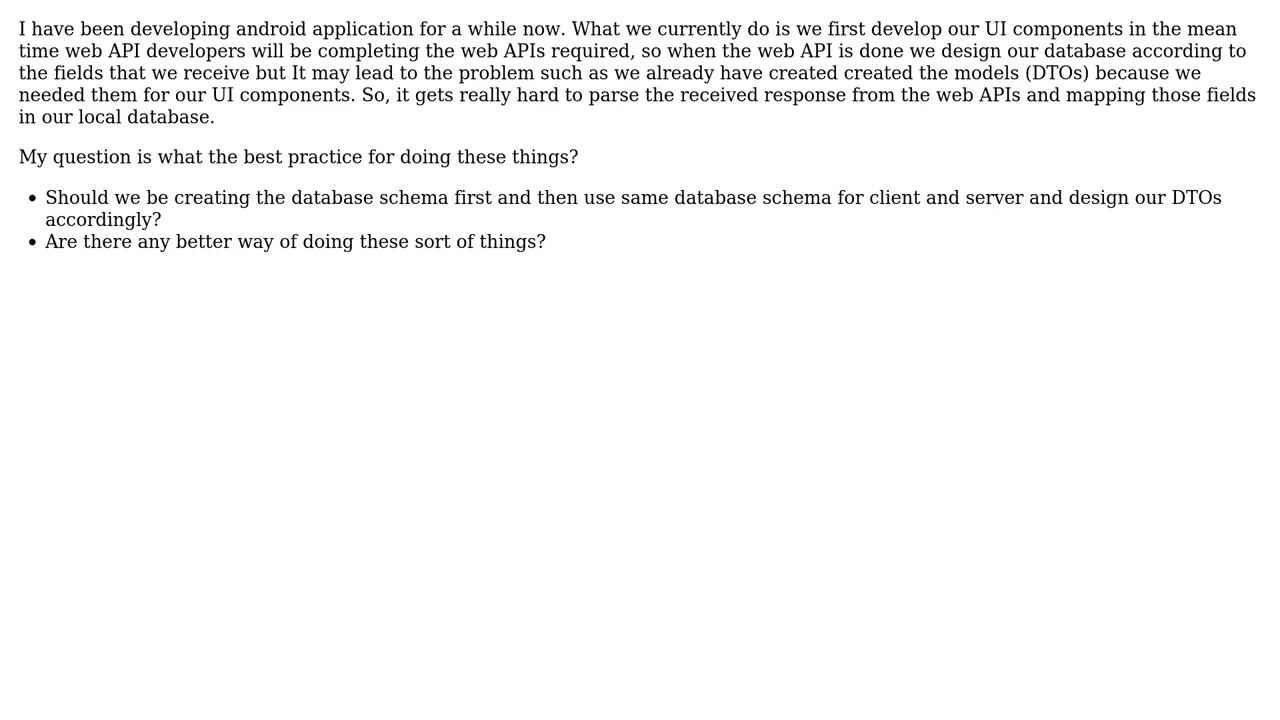 I have been developing android application for a while now. What we currently do is we first develop our UI components in the mean
time web API developers will be completing the web APIs required, so when the web API is done we design our database according to
the fields that we receive but It may lead to the problem such as we already have created created the models (DTOs) because we
needed them for our UI components. So, it gets really hard to parse the received response from the web APIs and mapping those fields
in our local database.
My question is what the best practice for doing these things?
• Should we be creating the database schema first and then use same database schema for client and server and design our DTOs
accordingly?
• Are there any better way of doing these sort of things?